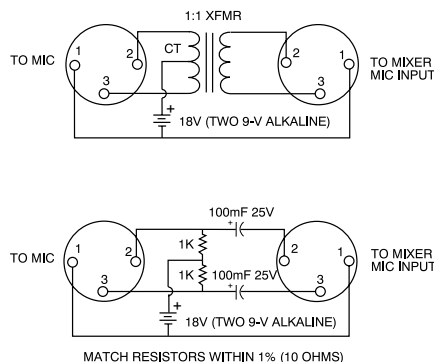 1:1 XFMR
TO MIC
1
2
3
CT
2
1
3
TO MIXER
MIC INPUT
+
18V (TWO 9-V ALKALINE)
100mF 25V
+
TO MIC
1
2
3
1K
1K
100mF 25V
+
2
1
3
TO MIXER
MIC INPUT
+
18V (TWO 9-V ALKALINE)
MATCH RESISTORS WITHIN 1% (10 OHMS)